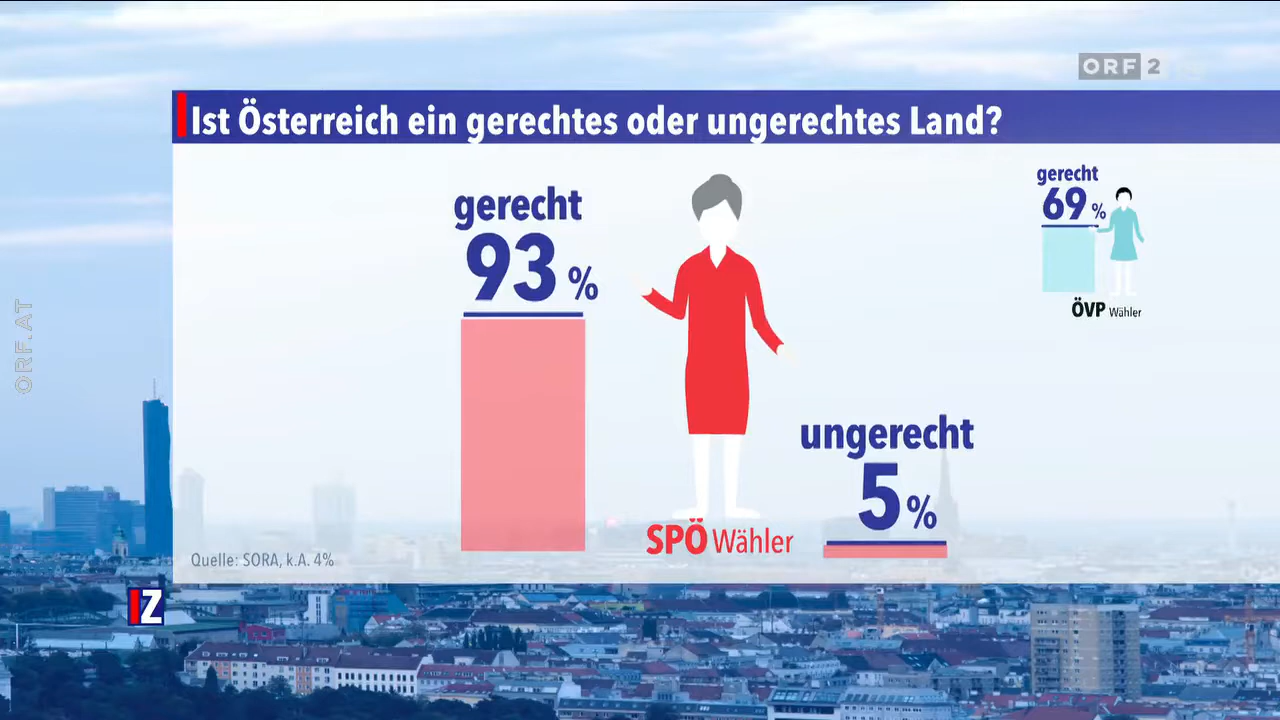 ORF 2
Ist Österreich ein gerechtes oder ungerechtes Land?
gerecht
93 %
ungerecht
5 %
SPÖ Wähler
gerecht
69 %
ÖVP Wähler
Quelle: SORA, k.A. 4%
ORF.AT
IZ